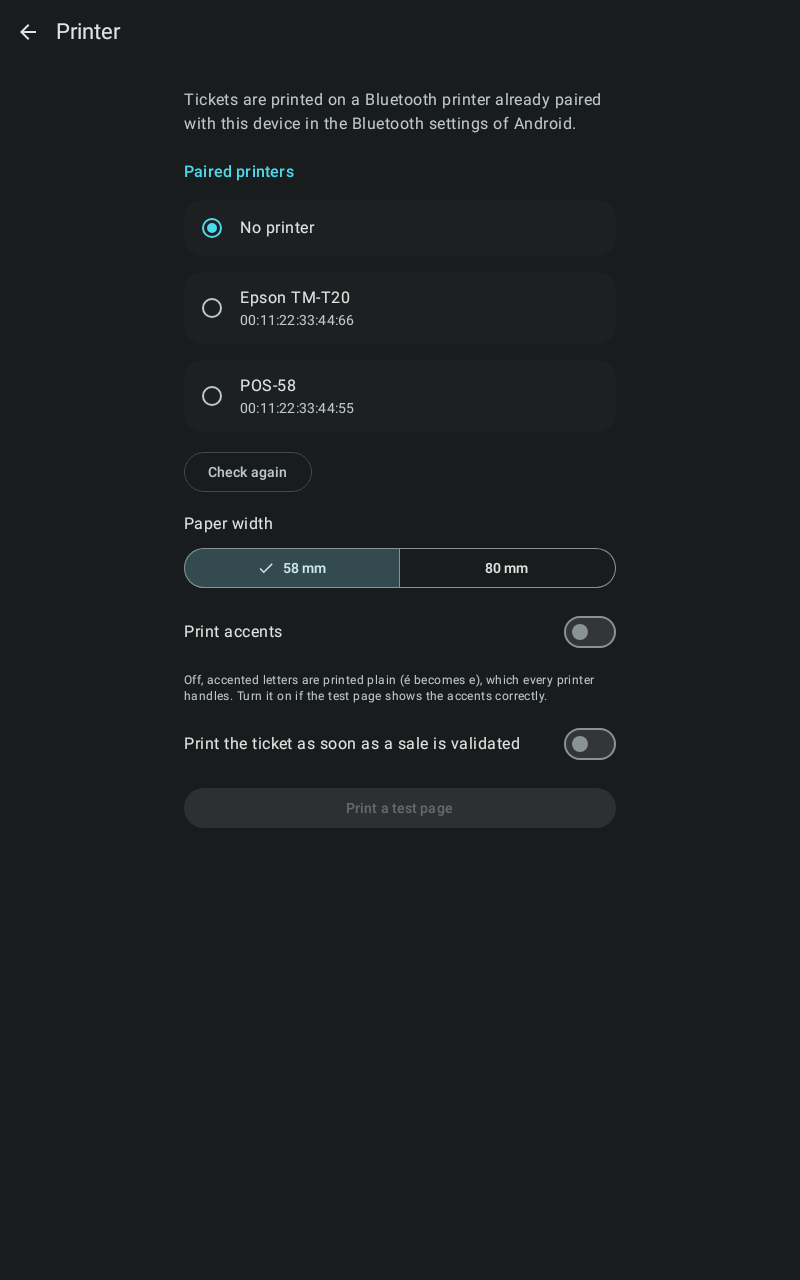 Printer
Tickets are printed on a Bluetooth printer already paired
with this device in the Bluetooth settings of Android.
Paired printers
No printer
Epson TM-T20
00:11:22:33:44:66
POS-58
00:11:22:33:44:55
Check again
Paper width
58 mm
80 mm
Print accents
Off, accented letters are printed plain (é becomes e), which every printer
handles. Turn it on if the test page shows the accents correctly.
Print the ticket as soon as a sale is validated
Print a test page